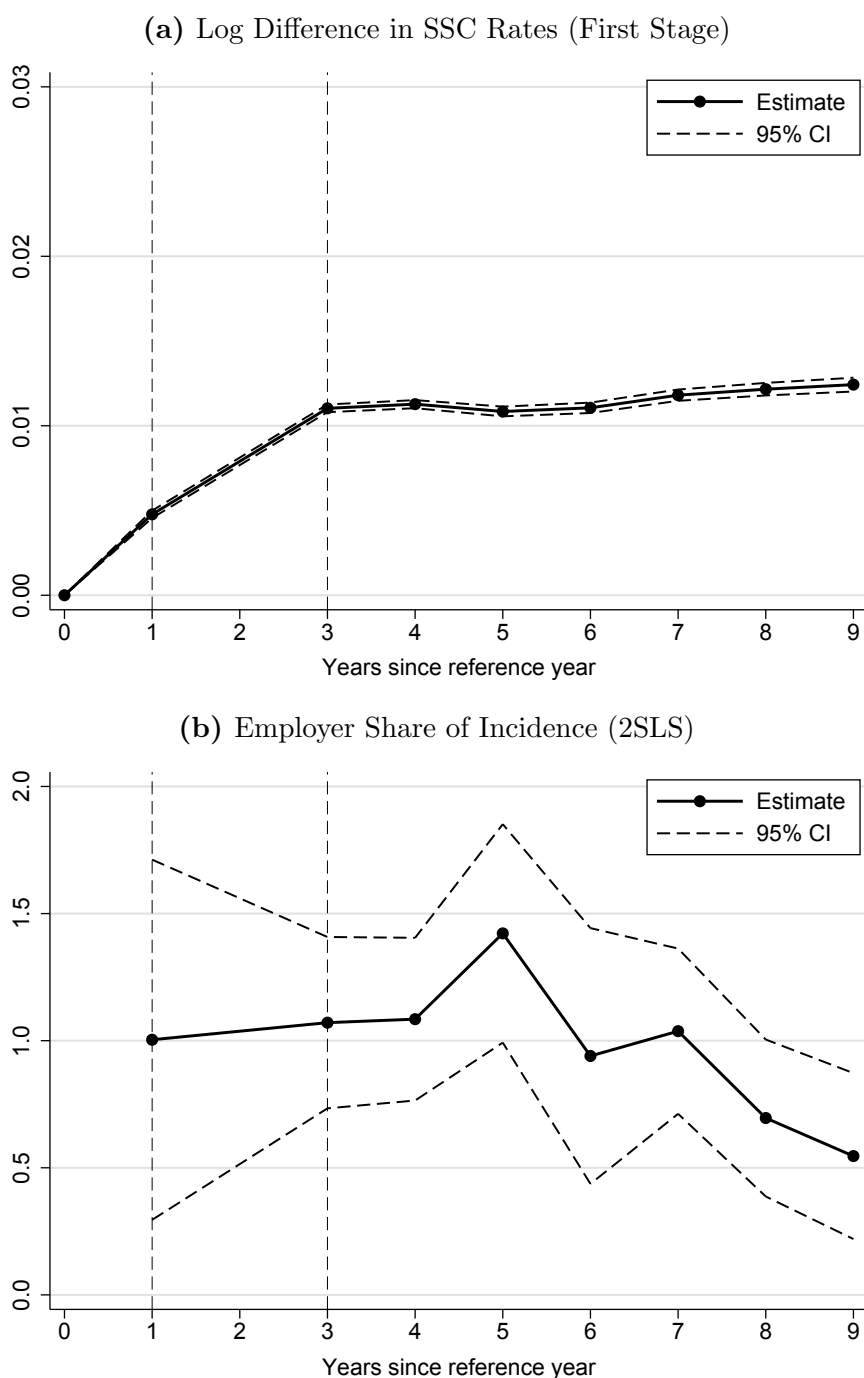 (a) Log Difference in SSC Rates (First Stage)
0.03
0.02
0.01
0.00
Estimate
95% CI
0 1 2 3 4 5 6 7 8 9
Years since reference year
(b) Employer Share of Incidence (2SLS)
2.0
1.5
1.0
0.5
0.0
Estimate
95% CI
0 1 2 3 4 5 6 7 8 9
Years since reference year